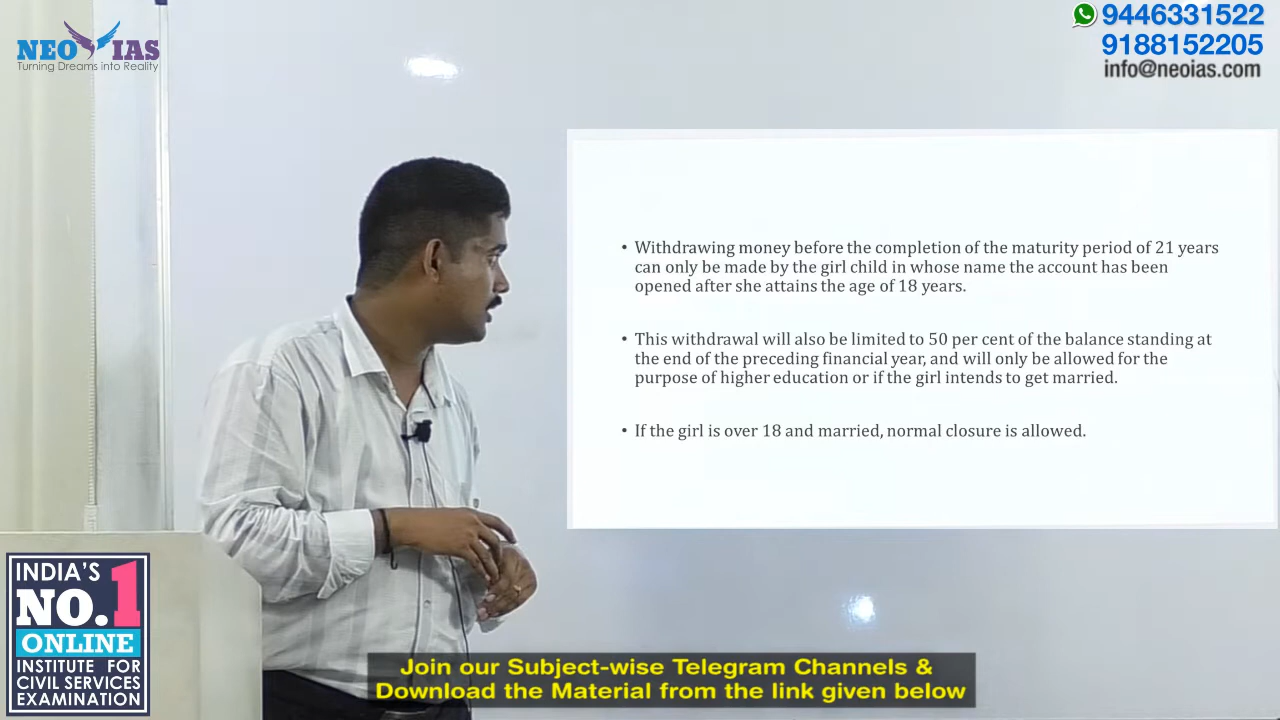 NEO IAS
Turning Dreams into Reality
9446331522
9188152205
info@neoias.com
• Withdrawing money before the completion of the maturity period of 21 years
can only be made by the girl child in whose name the account has been
opened after she attains the age of 18 years.
• This withdrawal will also be limited to 50 per cent of the balance standing at
the end of the preceding financial year, and will only be allowed for the
purpose of higher education or if the girl intends to get married.
• If the girl is over 18 and married, normal closure is allowed.
INDIA'S
NO.1
ONLINE
INSTITUTE FOR
CIVIL SERVICES
EXAMINATION
Join our Subject-wise Telegram Channels &
Download the Material from the link given below